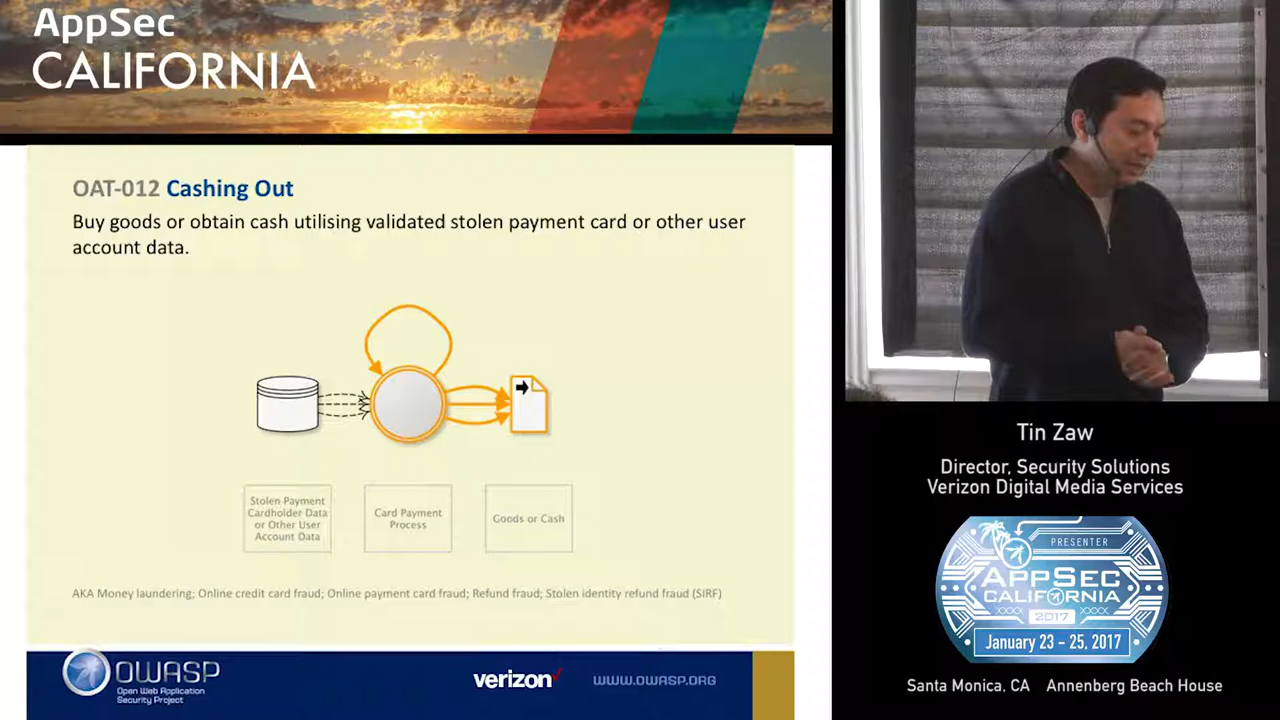 AppSec
CALIFORNIA
OAT-012 Cashing Out
Buy goods or obtain cash utilising validated stolen payment card or other user
account data.
Stolen Payment
Cardholder Data
or Other User
Account Data
Card Payment
Process
Goods or Cash
AKA Money laundering; Online credit card fraud; Online payment card fraud; Refund fraud; Stolen identity refund fraud (SIRF)
OWASP
Open Web Application
Security Project
verizon
WWW.OWASP.ORG
Tin Zaw
Director, Security Solutions
Verizon Digital Media Services
PRESENTER
APPSEC
CALIFORNIA
XXXX 2017 XXXX
January 23 - 25, 2017
Santa Monica, CA Annenberg Beach House